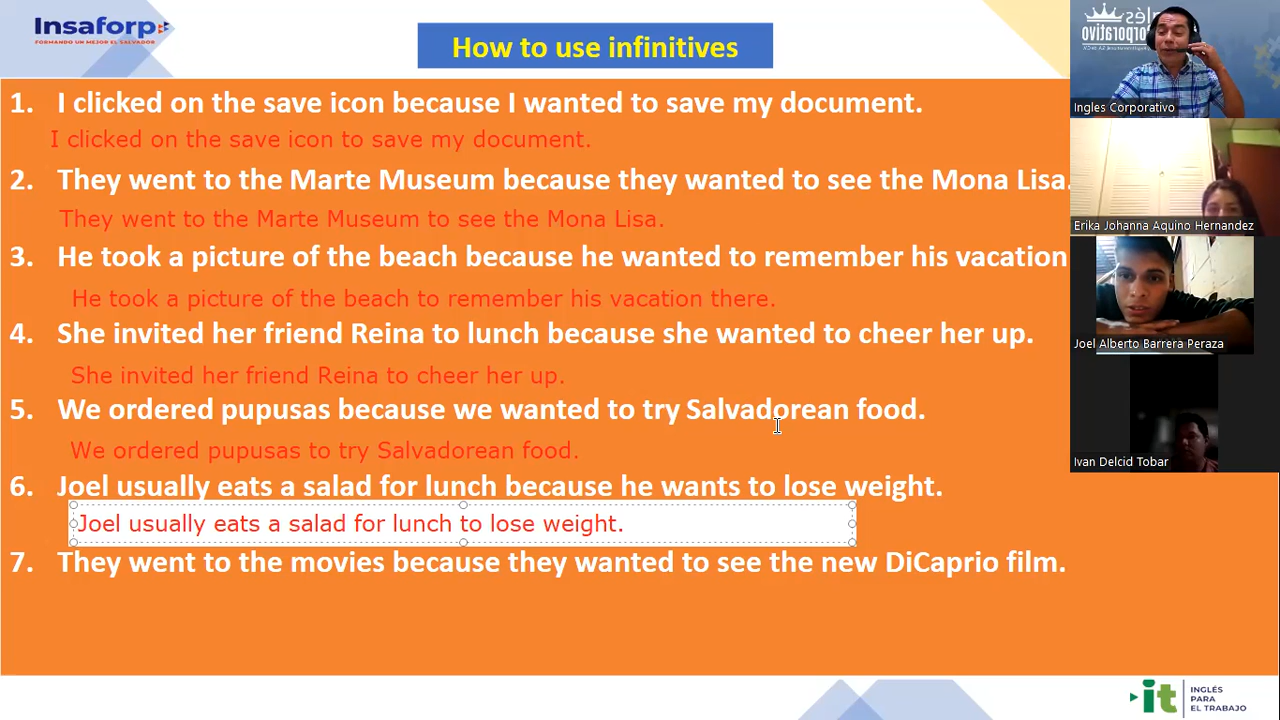 Insaforp
FORMANDO UN MEJOR EL SALVADOR
How to use infinitives
1. I clicked on the save icon because I wanted to save my document.
I clicked on the save icon to save my document.
2. They went to the Marte Museum because they wanted to see the Mona Lisa.
They went to the Marte Museum to see the Mona Lisa.
3. He took a picture of the beach because he wanted to remember his vacation
He took a picture of the beach to remember his vacation there.
4. She invited her friend Reina to lunch because she wanted to cheer her up.
She invited her friend Reina to cheer her up.
5. We ordered pupusas because we wanted to try Salvadorean food.
We ordered pupusas to try Salvadorean food.
6. Joel usually eats a salad for lunch because he wants to lose weight.
Joel usually eats a salad for lunch to lose weight.
7. They went to the movies because they wanted to see the new DiCaprio film.
Ingles Corporativo
Erika Johanna Aquino Hernandez
Joel Alberto Barrera Peraza
Ivan Delcid Tobar
it
INGLÉS
PARA
EL TRABAJO